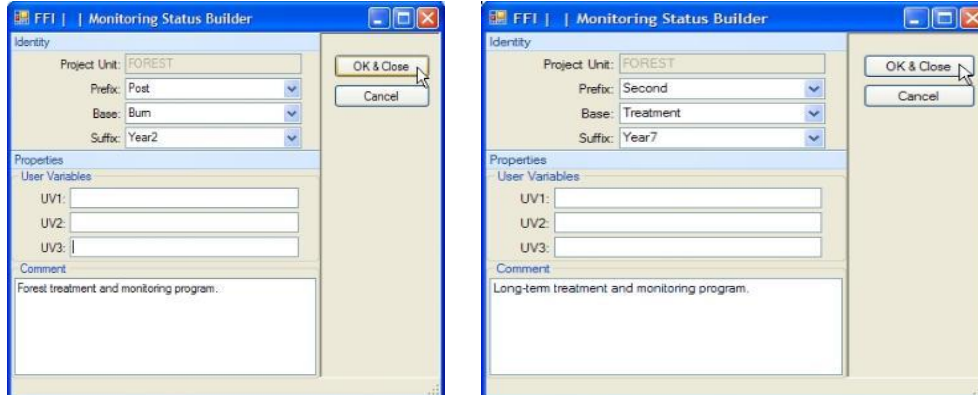 FFI | | Monitoring Status Builder
Identity
Project Unit: FOREST
OK & Close
Prefix: Post
Cancel
Base: Burn
Suffix: Year2
Properties
User Variables
UV1:
UV2:
UV3:
Comment
Forest treatment and monitoring program.
FFI | | Monitoring Status Builder
Identity
Project Unit: FOREST
OK & Close
Prefix: Second
Cancel
Base: Treatment
Suffix: Year7
Properties
User Variables
UV1:
UV2:
UV3:
Comment
Long-term treatment and monitoring program.